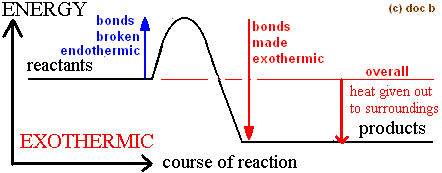 ENERGY
(c) doc b
bonds
broken
endothermic
bonds
made
exothermic
reactants
overall
heat given out
to surroundings
products
EXOTHERMIC
course of reaction